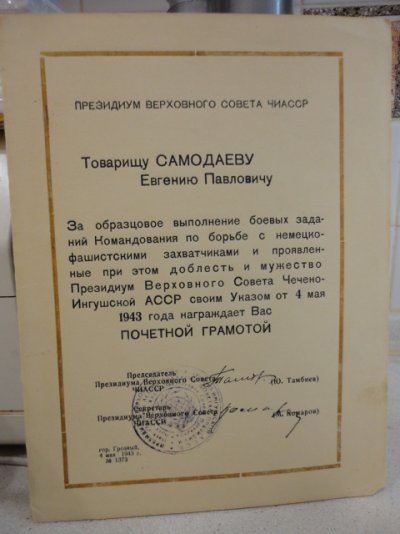 ПРЕЗИДИУМ ВЕРХОВНОГО СОВЕТА ЧИАССР
Товарищу САМОДАЕВУ
Евгению Павловичу
За образцовое выполнение боевых зада-
ний Командования по борьбе с немецко-
фашистскими захватчиками и проявлен-
ные при этом доблесть и мужество
Президиум Верховного Совета Чечено-
Ингушской АССР своим Указом от 4 мая
1943 года награждает Вас
ПОЧЕТНОЙ ГРАМОТОЙ
Председатель
Президиума Верховного Совета
ЧИАССР
(Ю. Тамбиев)
Секретарь
Президиума Верховного Совета
ЧИАССР
Комаров)
гор. Грозный,
4 мая 1943 г.
№ 1373